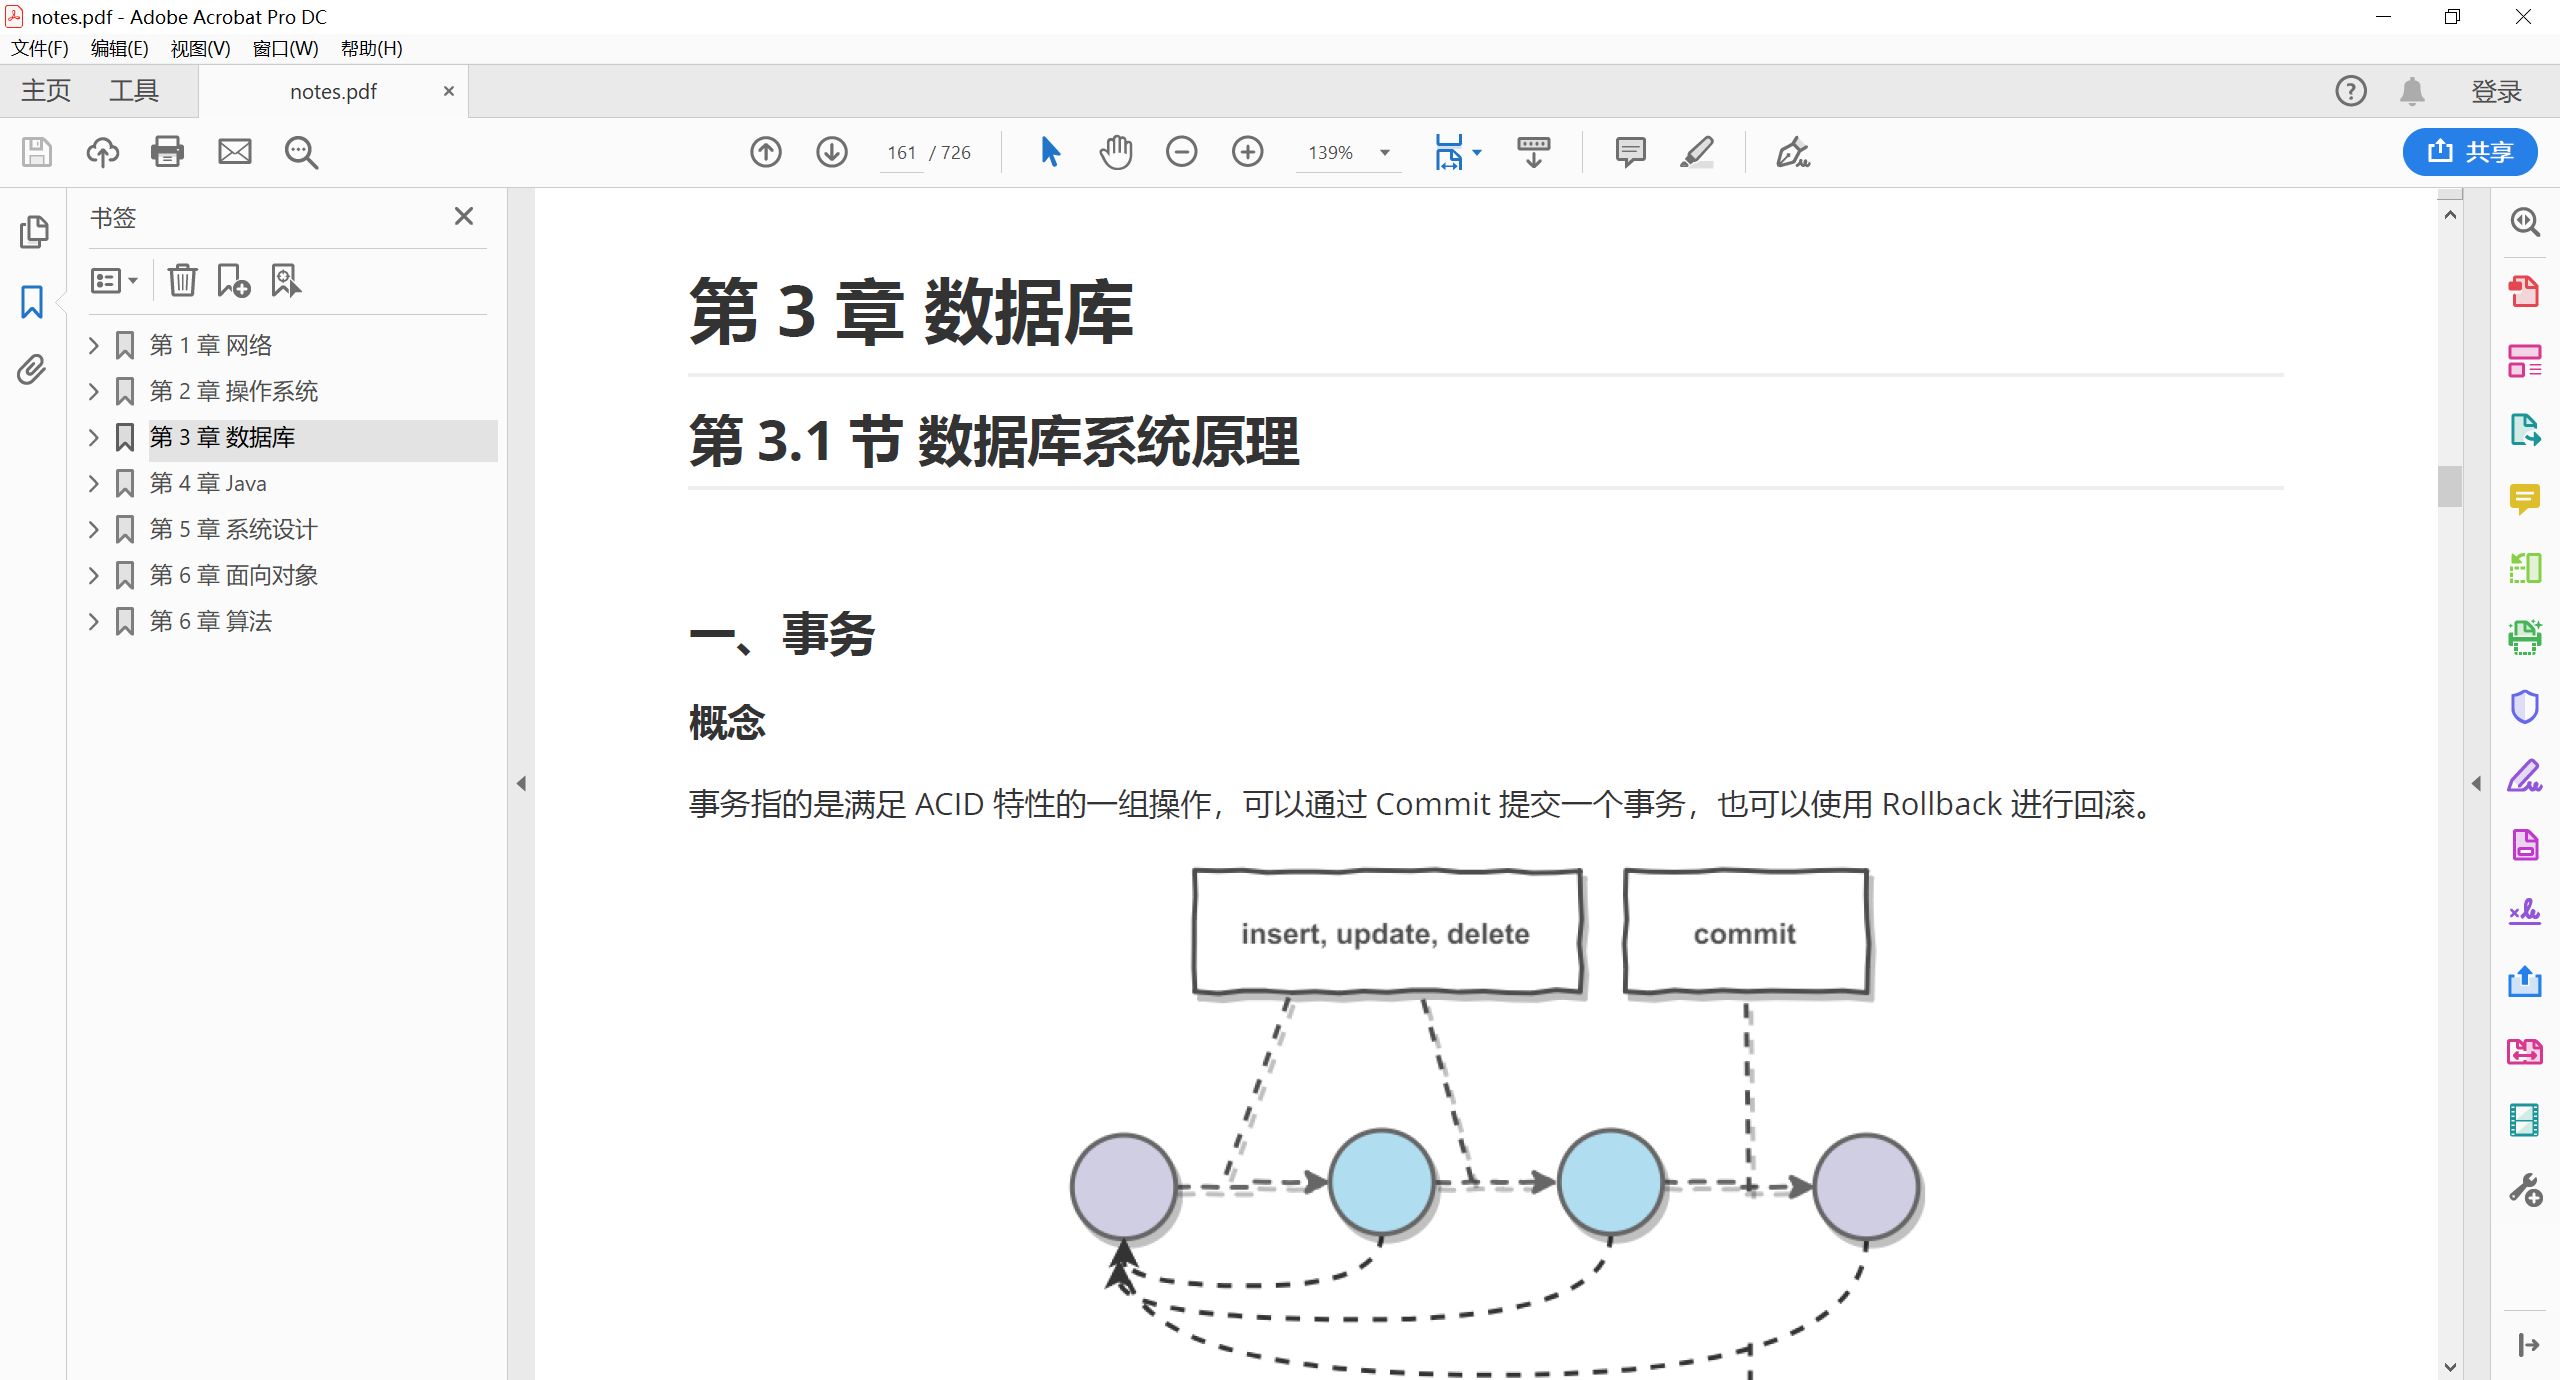 notes.pdf - Adobe Acrobat Pro DC
文件(F) 编辑(E) 视图(V) 窗口(W) 帮助(H)
主页 工具 notes.pdf 登录
161 / 726 139% 共享
书签
第 1 章 网络
第 2 章 操作系统
第 3 章 数据库
第 4 章 Java
第 5 章 系统设计
第 6 章 面向对象
第 6 章 算法
第 3 章 数据库
第 3.1 节 数据库系统原理
一、事务
概念
事务指的是满足 ACID 特性的一组操作，可以通过 Commit 提交一个事务，也可以使用 Rollback 进行回滚。
insert, update, delete commit